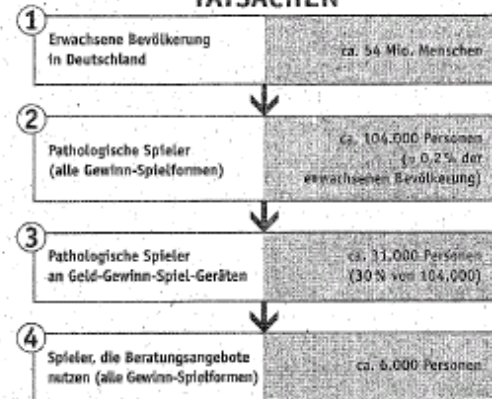 TATSACHEN
1
Erwachsene Bevölkerung
in Deutschland
ca. 54 Mio. Menschen
2
Pathologische Spieler
(alle Gewinn-Spielformen)
ca. 104.000 Personen
(= 0,2 % der
erwachsenen Bevölkerung)
3
Pathologische Spieler
an Geld-Gewinn-Spiel-Geräten
ca. 31.000 Personen
(30 % von 104.000)
4
Spieler, die Beratungsangebote
nutzen (alle Gewinn-Spielformen)
ca. 6.000 Personen